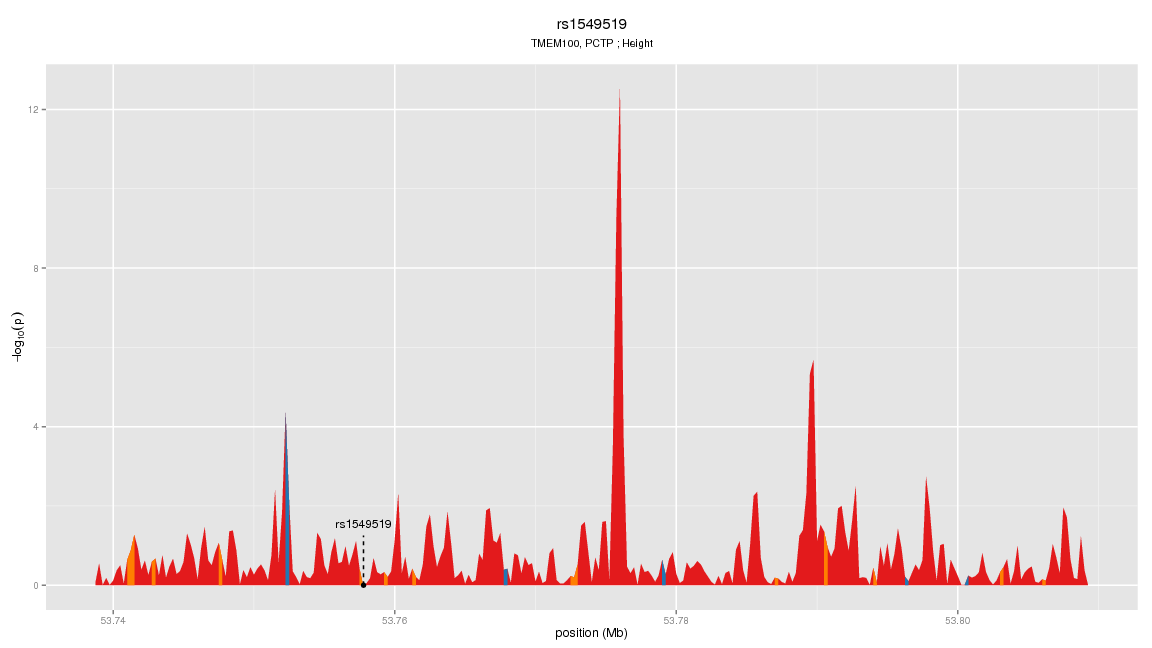 rs1549519
TMEM100, PCTP ; Height
12
8
4
0
−log10(p)
rs1549519
53.74
53.76
53.78
53.80
position (Mb)